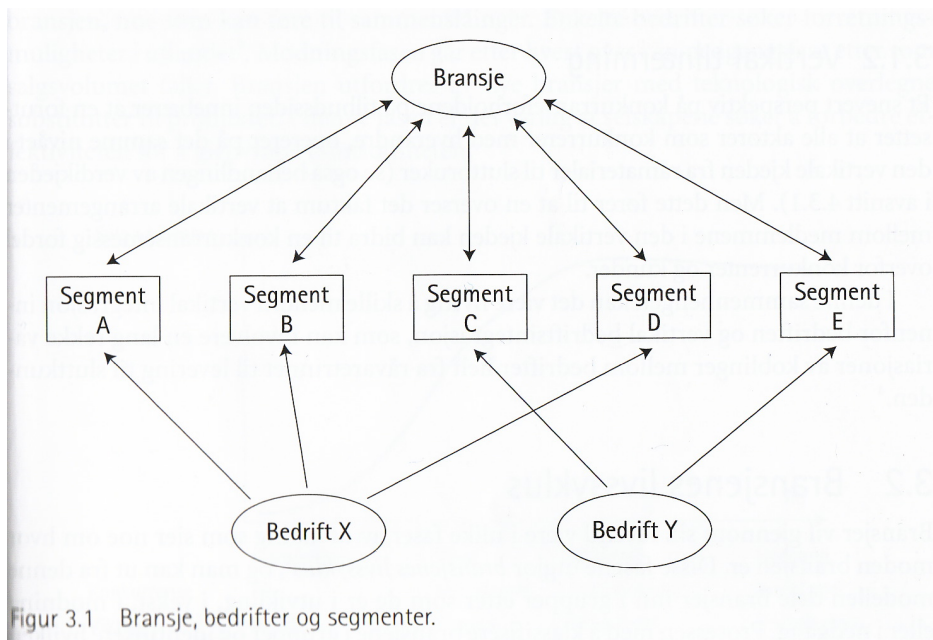 Bransje
Segment
A
Segment
B
Segment
C
Segment
D
Segment
E
Bedrift X
Bedrift Y
Figur 3.1 Bransje, bedrifter og segmenter.